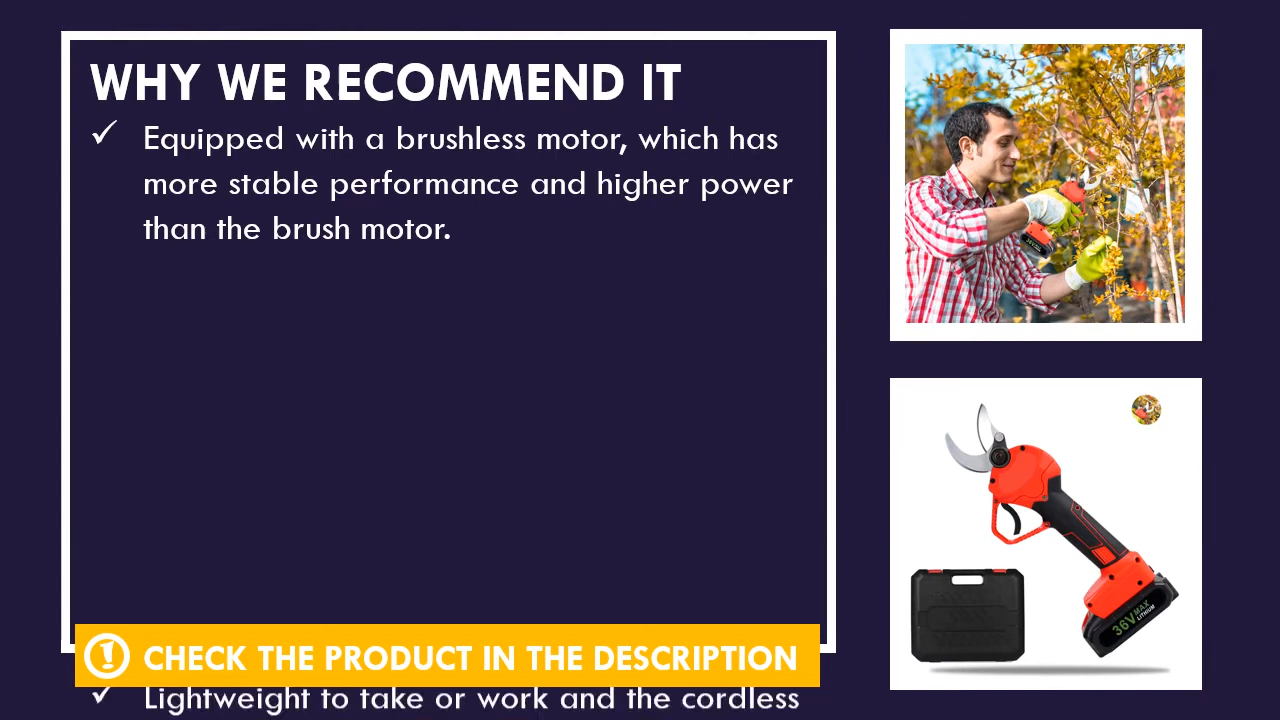 WHY WE RECOMMEND IT
✓ Equipped with a brushless motor, which has
more stable performance and higher power
than the brush motor.
CHECK THE PRODUCT IN THE DESCRIPTION
✓ Lightweight to take or work and the cordless
36V MAX
LITHIUM